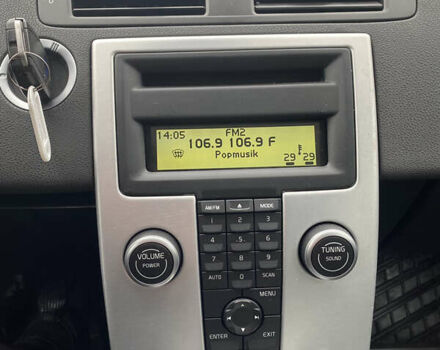 14:05 FM2
106.9 106.9 F
Popmusik
29 29
AM/FM MODE
1 2 3
4 .5 6
7 8 9
AUTO 0 SCAN
MENU
ENTER EXIT
VOLUME
POWER
TUNING
SOUND